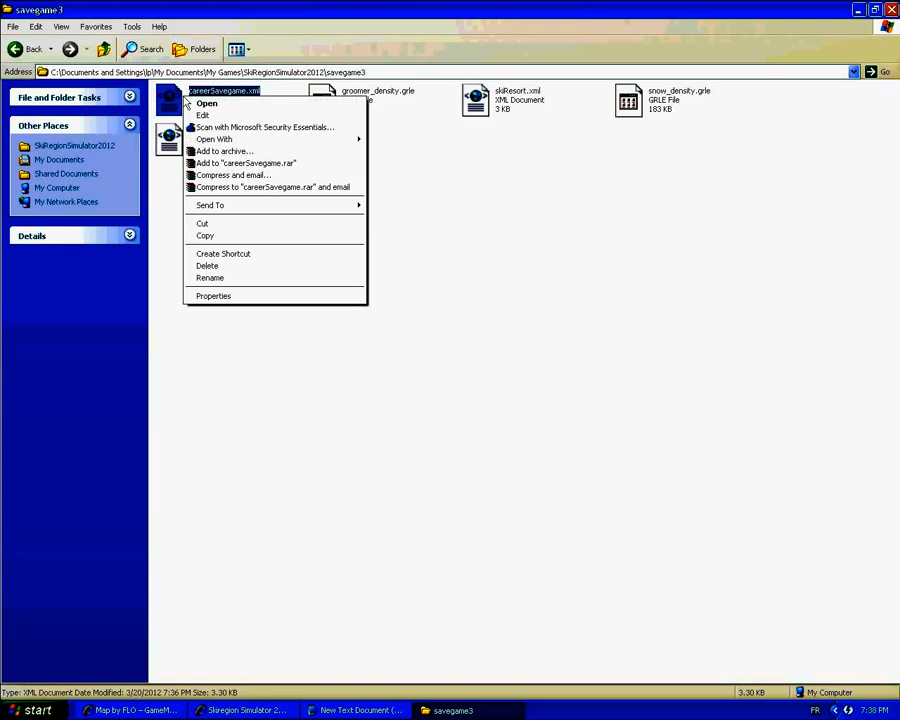 savegame3
File Edit View Favorites Tools Help
Back Search Folders
Address C:\Documents and Settings\lp\My Documents\My Games\SkiRegionSimulator2012\savegame3 Go
File and Folder Tasks
Other Places
SkiRegionSimulator2012
My Documents
Shared Documents
My Computer
My Network Places
Details
careerSavegame.xml
groomer_density.grle
skiResort.xml
XML Document
3 KB
snow_density.grle
GRLE File
183 KB
Open
Edit
Scan with Microsoft Security Essentials...
Open With
Add to archive...
Add to "careerSavegame.rar"
Compress and email...
Compress to "careerSavegame.rar" and email
Send To
Cut
Copy
Create Shortcut
Delete
Rename
Properties
Type: XML Document Date Modified: 3/20/2012 7:36 PM Size: 3.30 KB 3.30 KB My Computer
start Map by FLO – GameM... Skiregion Simulator 2... New Text Document (... savegame3 FR 7:38 PM